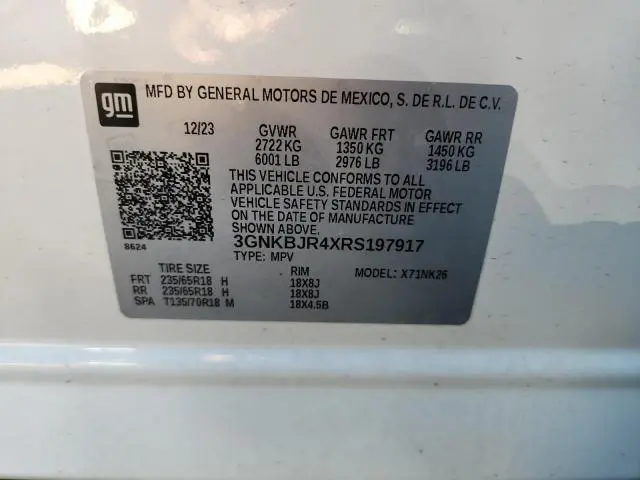 gm MFD BY GENERAL MOTORS DE MEXICO, S. DE R.L. DE C.V.
12/23 GVWR GAWR FRT GAWR RR
2722 KG 1350 KG 1450 KG
6001 LB 2976 LB 3196 LB
THIS VEHICLE CONFORMS TO ALL
APPLICABLE U.S. FEDERAL MOTOR
VEHICLE SAFETY STANDARDS IN EFFECT
ON THE DATE OF MANUFACTURE
SHOWN ABOVE.
3GNKBJR4XRS197917
8624 TYPE: MPV
TIRE SIZE RIM MODEL: X71NK26
FRT 235/65R18 H 18X8J
RR 235/65R18 H 18X8J
SPA T135/70R18 M 18X4.5B